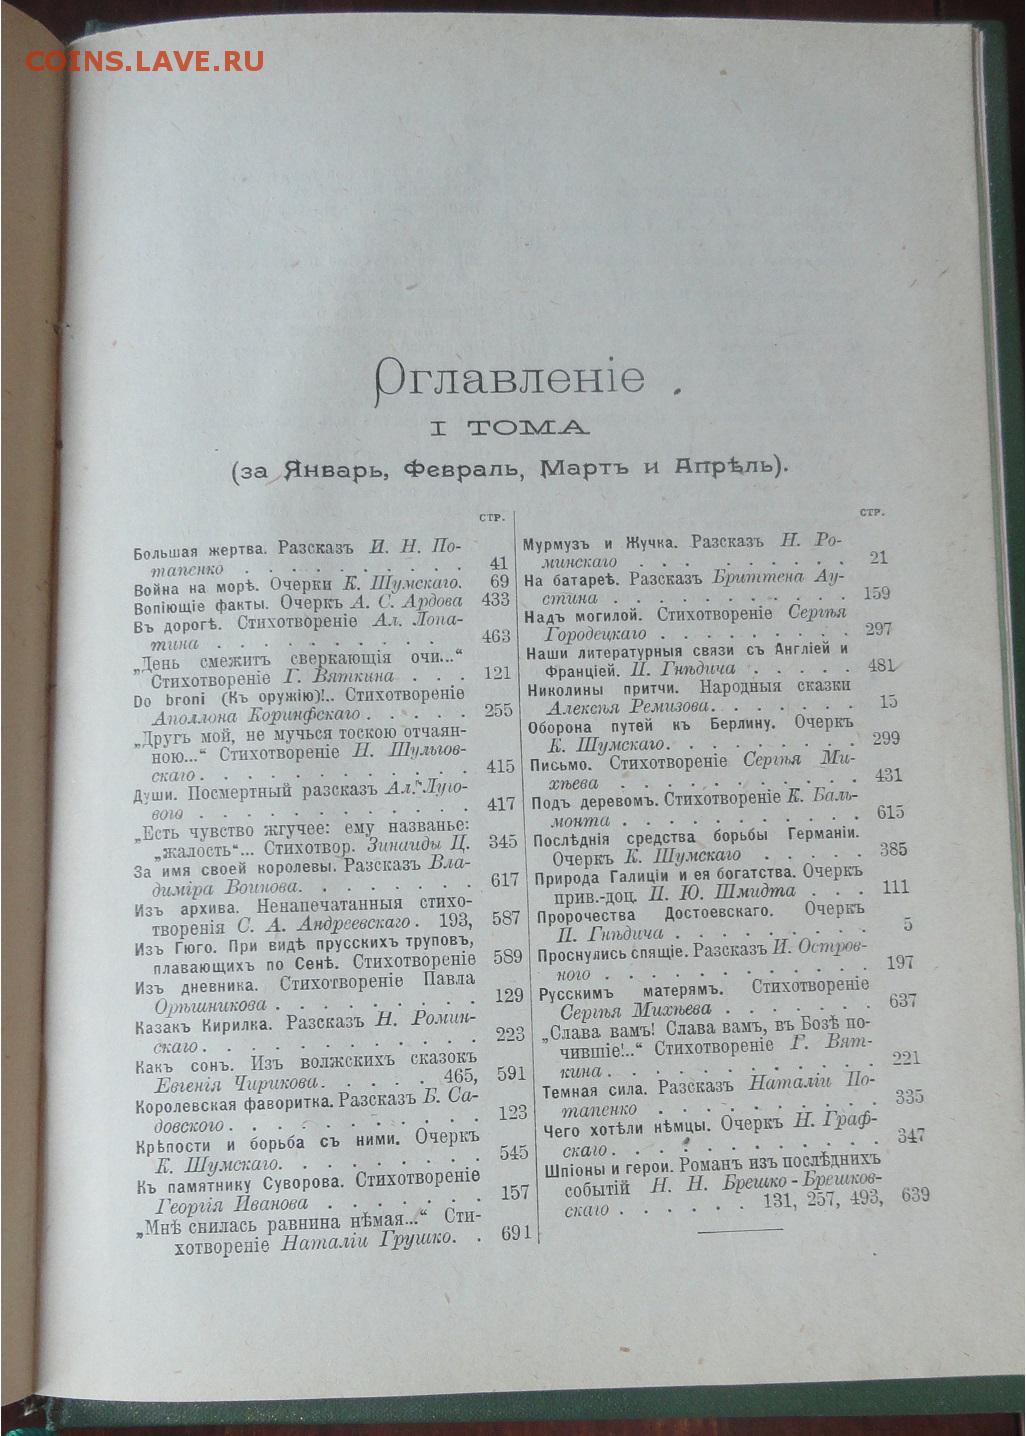 COINS.LAVE.RU
Оглавленіе
I ТОМА
(за Январь, Февраль, Мартъ и Апрѣль).
СТР.
Большая жертва. Разсказъ И. Н. По-
тапенко . . . . . . . . . . 41
Война на морѣ. Очерки К. Шумскаго. 69
Вопіющіе факты. Очеркъ А. С. Ардова 433
Въ дорогѣ. Стихотвореніе Ал. Лопа-
тина . . . . . . . . . . 463
„День смежитъ сверкающія очи...“
Стихотвореніе Г. Вяткина . . . 121
Do broni (Къ оружію)!.. Стихотвореніе
Аполлона Коринфскаго . . . . . 255
„Другъ мой, не мучься тоскою отчаян-
ною...“ Стихотвореніе Н. Шульгов-
скаго . . . . . . . . . . . 415
Души. Посмертный разсказъ Ал. Луго-
вого . . . . . . . . . . . 417
„Есть чувство жгучее: ему названье:
„жалость“... Стихотвор. Зинаиды Ц. 345
За имя своей королевы. Разсказъ Вла-
диміра Воинова. . . . . . . . 617
Изъ архива. Ненапечатанныя стихо-
творенія С. А. Андреевскаго . 193, 587
Изъ Гюго. При видѣ прусскихъ труповъ,
плавающихъ по Сенѣ. Стихотвореніе 589
Изъ дневника. Стихотвореніе Павла
Орѣшникова . . . . . . . . . 129
Казакъ Кирилка. Разсказъ Н. Ромин-
скаго. . . . . . . . . . . 223
Какъ сонъ. Изъ волжскихъ сказокъ
Евгенія Чирикова. . . . . 465, 591
Королевская фаворитка. Разсказъ Б. Са-
довскаго . . . . . . . . . . 123
Крѣпости и борьба съ ними. Очеркъ
К. Шумскаго. . . . . . . . . 545
Къ памятнику Суворова. Стихотвореніе
Георгія Иванова . . . . . . . 157
„Мнѣ снилась равнина нѣмая...“ Сти-
хотвореніе Наталіи Грушко. . 691
СТР.
Мурмузъ и Жучка. Разсказъ Н. Ро-
минскаго . . . . . . . . . 21
На батареѣ. Разсказъ Бриттена Ау-
стина . . . . . . . . . . . 159
Надъ могилой. Стихотвореніе Сергѣя
Городецкаго . . . . . . . . . 297
Наши литературныя связи съ Англіей и
Франціей. П. Гнѣдича . . . . . 481
Николины притчи. Народныя сказки
Алексѣя Ремизова. . . . . . . 15
Оборона путей къ Берлину. Очеркъ
К. Шумскаго. . . . . . . . . 299
Письмо. Стихотвореніе Сергѣя Ми-
хѣева . . . . . . . . . . . 431
Подъ деревомъ. Стихотвореніе К. Баль-
монта . . . . . . . . . . . 615
Послѣднія средства борьбы Германіи.
Очеркъ К. Шумскаго . . . . . 385
Природа Галиціи и ея богатства. Очеркъ
прив.-доц. П. Ю. Шмидта . . . 111
Пророчества Достоевскаго. Очеркъ
П. Гнѣдича . . . . . . . . . 5
Проснулись спящіе. Разсказъ И. Остров-
ного . . . . . . . . . . . . 197
Русскимъ матерямъ. Стихотвореніе
Сергѣя Михѣева . . . . . . . 637
„Слава вамъ! Слава вамъ, въ Бозѣ по-
чившіе!..“ Стихотвореніе Г. Вят-
кина . . . . . . . . . . . . 221
Темная сила. Разсказъ Наталіи По-
тапенко . . . . . . . . . . 335
Чего хотѣли нѣмцы. Очеркъ Н. Граф-
скаго . . . . . . . . . . . 347
Шпіоны и герои. Романъ изъ послѣднихъ
событій Н. Н. Брешко-Брешков-
скаго . . . . . . 131, 257, 493, 639